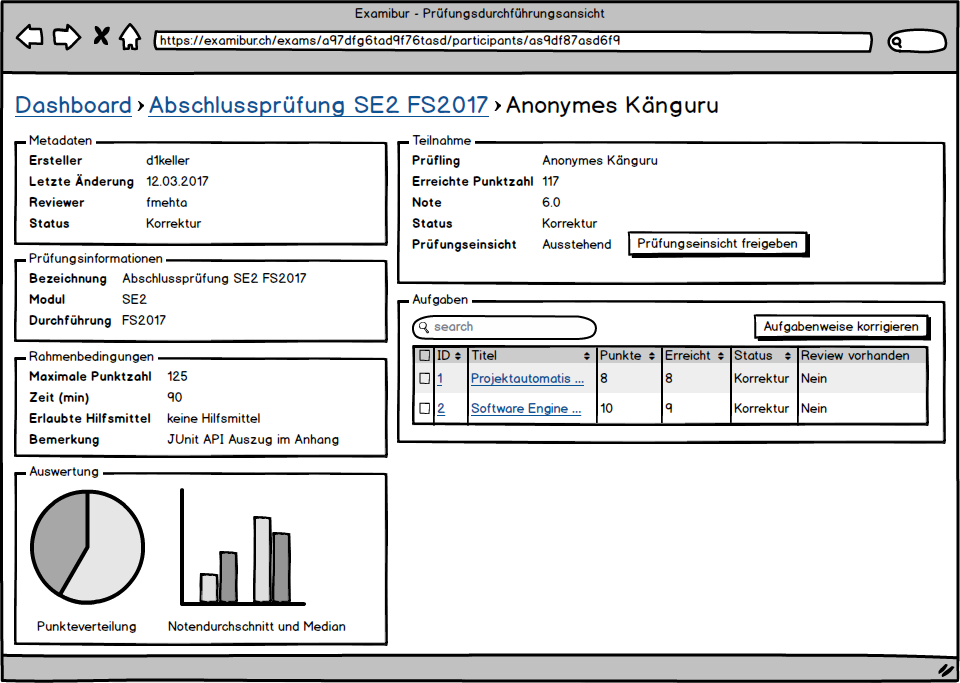 Examibur - Prüfungsdurchführungsansicht
https://examibur.ch/exams/a97dfg6tad9f76tasd/participants/as9df87asd6f9
Dashboard › Abschlussprüfung SE2 FS2017 › Anonymes Känguru
Metadaten
Ersteller d1keller
Letzte Änderung 12.03.2017
Reviewer fmehta
Status Korrektur
Prüfungsinformationen
Bezeichnung Abschlussprüfung SE2 FS2017
Modul SE2
Durchführung FS2017
Rahmenbedingungen
Maximale Punktzahl 125
Zeit (min) 90
Erlaubte Hilfsmittel keine Hilfsmittel
Bemerkung JUnit API Auszug im Anhang
Auswertung
Punkteverteilung Notendurchschnitt und Median
Teilnahme
Prüfling Anonymes Känguru
Erreichte Punktzahl 117
Note 6.0
Status Korrektur
Prüfungseinsicht Ausstehend Prüfungseinsicht freigeben
Aufgaben
search Aufgabenweise korrigieren
ID Titel Punkte Erreicht Status Review vorhanden
1 Projektautomatis ... 8 8 Korrektur Nein
2 Software Engine ... 10 9 Korrektur Nein